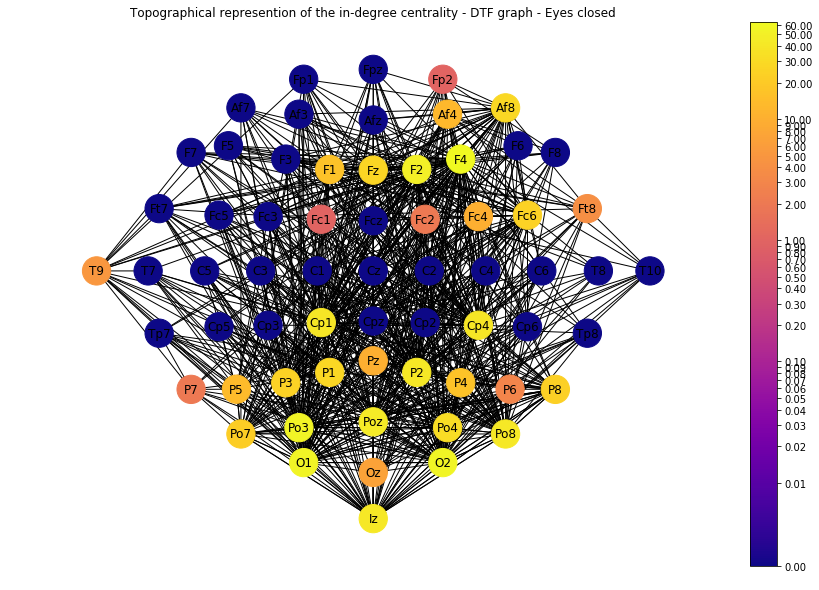 Topographical represention of the in-degree centrality - DTF graph - Eyes closed
Fpz
Fp1 Fp2
Af7 Af3 Afz Af4 Af8
F7 F5 F3 F1 Fz F2 F4 F6 F8
Ft7 Fc5 Fc3 Fc1 Fcz Fc2 Fc4 Fc6 Ft8
T9 T7 C5 C3 C1 Cz C2 C4 C6 T8 T10
Tp7 Cp5 Cp3 Cp1 Cpz Cp2 Cp4 Cp6 Tp8
P7 P5 P3 P1 Pz P2 P4 P6 P8
Po7 Po3 Poz Po4 Po8
O1 Oz O2
Iz
60.00
50.00
40.00
30.00
20.00
10.00
9.00
8.00
7.00
6.00
5.00
4.00
3.00
2.00
1.00
0.90
0.80
0.70
0.60
0.50
0.40
0.30
0.20
0.10
0.09
0.08
0.07
0.06
0.05
0.04
0.03
0.02
0.01
0.00